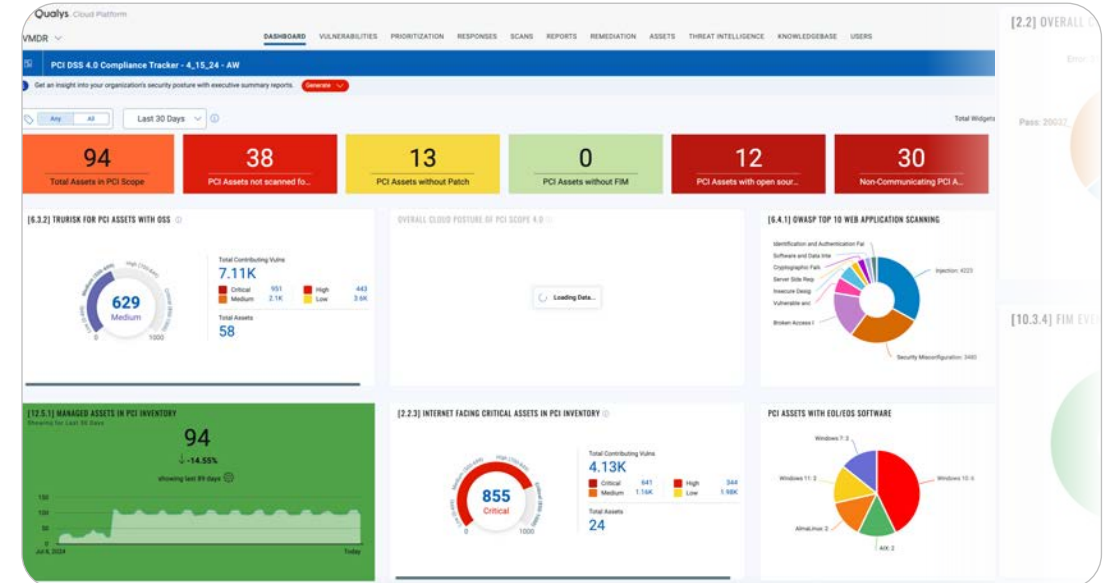 Qualys. Cloud Platform
VMDR
DASHBOARD VULNERABILITIES PRIORITIZATION RESPONSES SCANS REPORTS REMEDIATION ASSETS THREAT INTELLIGENCE KNOWLEDGEBASE USERS
PCI DSS 4.0 Compliance Tracker - 4_15_24 - AW
Get an insight into your organization's security posture with executive summary reports. Generate
Any All Last 30 Days Total Widgets
94 38 13 0 12 30
Total Assets in PCI Scope PCI Assets not scanned fo... PCI Assets without Patch PCI Assets without FIM PCI Assets with open sour... Non-Communicating PCI A...
[6.3.2] TRURISK FOR PCI ASSETS WITH OSS
629
Medium
0 1000
Total Contributing Vulns
7.11K
Critical 951 High 443
Medium 2.1K Low 3.6K
Total Assets
58
OVERALL CLOUD POSTURE OF PCI SCOPE 4.0
Loading Data...
[6.4.1] OWASP TOP 10 WEB APPLICATION SCANNING
Identification and Authentication Fai
Software and Data Inte
Cryptographic Faih
Server Side Req
Insecure Desig
Vulnerable and
Broken Access
Injection: 4223
Security Misconfiguration: 3480
[2.2] OVERALL
Error:
Pass:
[12.5.1] MANAGED ASSETS IN PCI INVENTORY
Showing for Last 90 Days
94
-14.55%
showing last 89 days
150
100
50
0
Jul 8, 2024 Today
[2.2.3] INTERNET FACING CRITICAL ASSETS IN PCI INVENTORY
855
Critical
0 1000
Total Contributing Vulns
4.13K
Critical 641 High 344
Medium 1.16K Low 1.98K
Total Assets
24
PCI ASSETS WITH EOL/EOS SOFTWARE
Windows 7: 3
Windows 11: 2
AlmaLinux: 2
AIX: 2
Windows 10: 6
[10.3.4] FIM